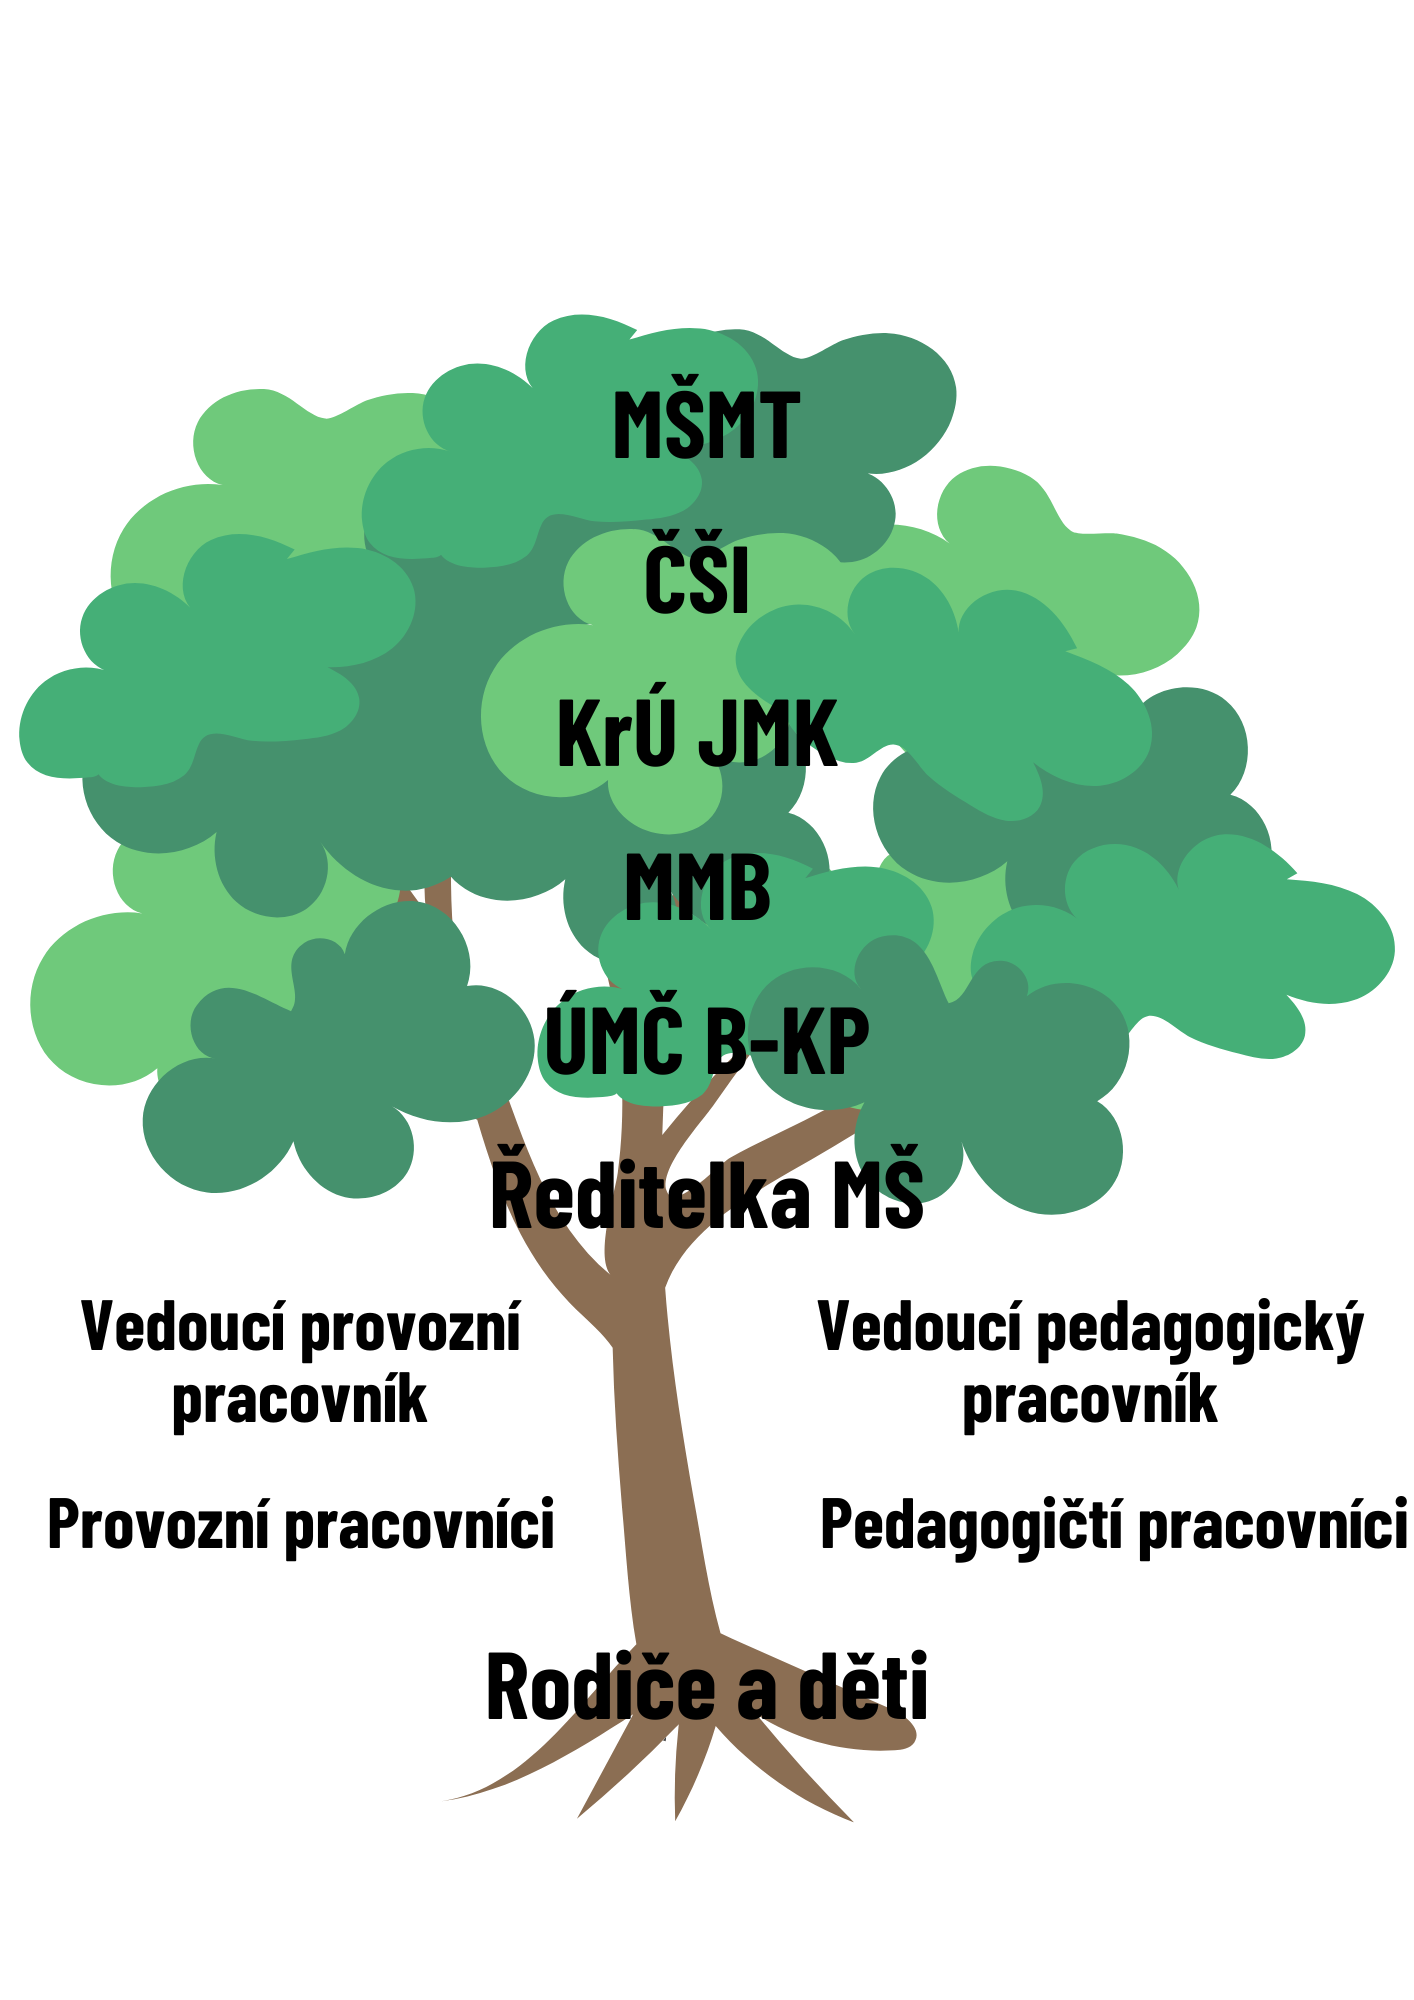 MŠMT
ČŠI
KrÚ JMK
MMB
ÚMČ B-KP
Ředitelka MŠ
Vedoucí provozní
pracovník
Vedoucí pedagogický
pracovník
Provozní pracovníci
Pedagogičtí pracovníci
Rodiče a děti